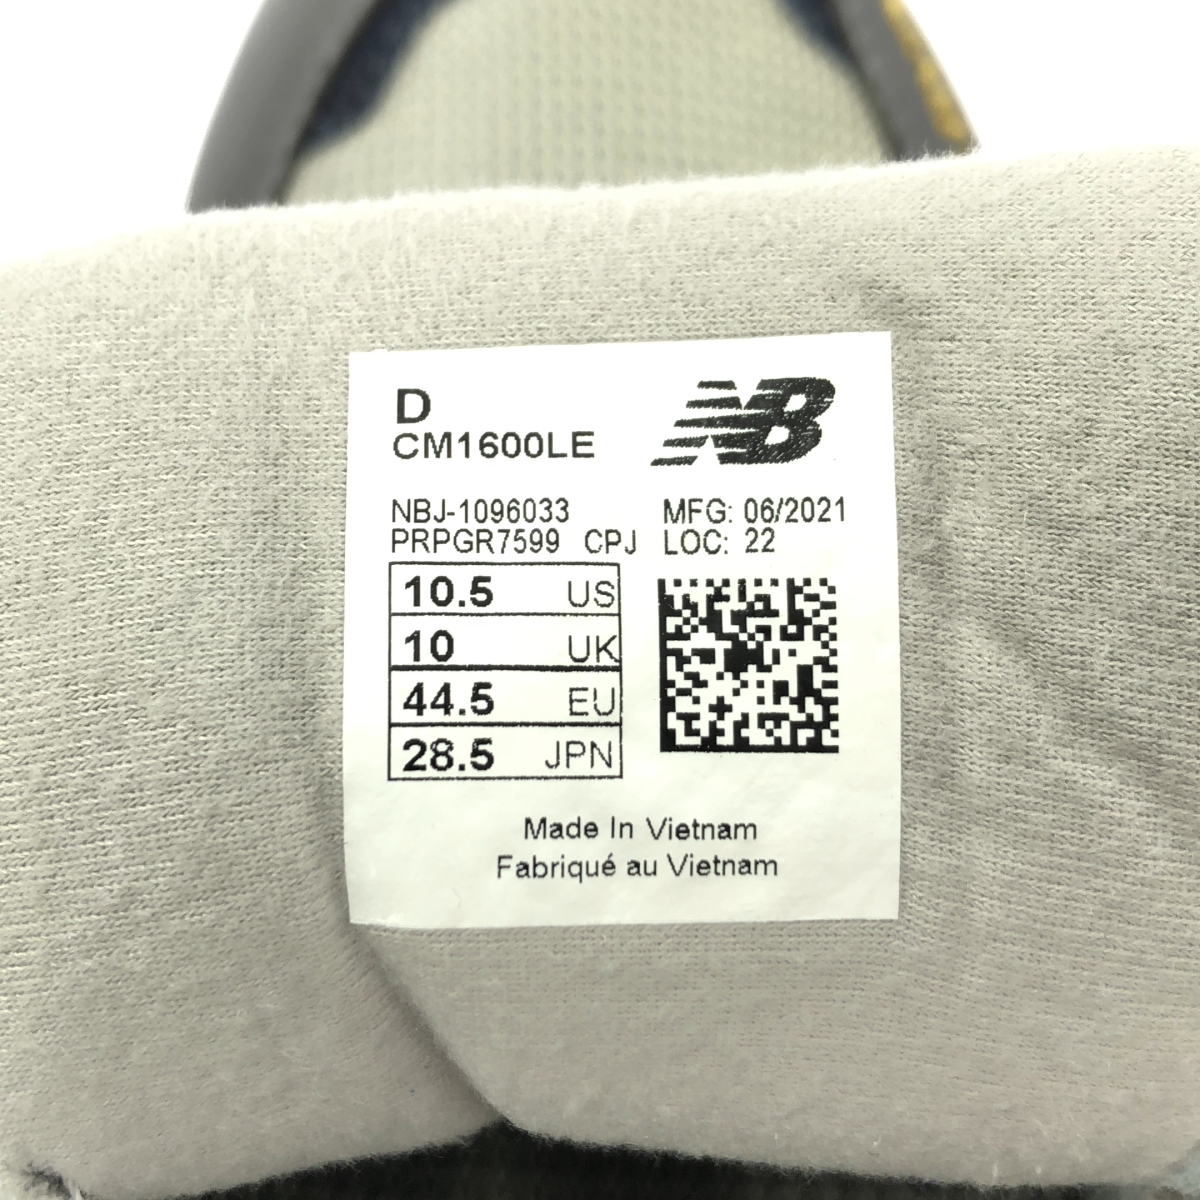 D
CM1600LE
NB
NBJ-1096033
PRPGR7599 CPJ
MFG: 06/2021
LOC: 22
10.5 US
10 UK
44.5 EU
28.5 JPN
Made In Vietnam
Fabriqué au Vietnam